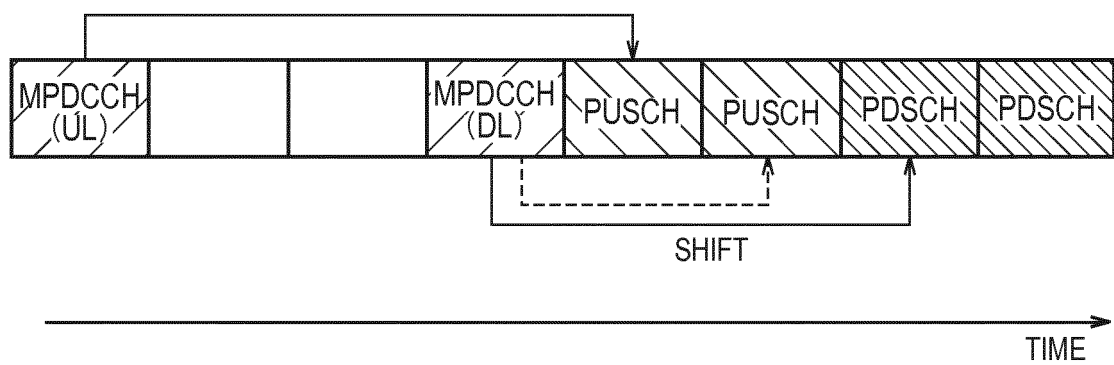 MPDCCH
(UL)
MPDCCH
(DL)
PUSCH
PUSCH
PDSCH
PDSCH
SHIFT
TIME